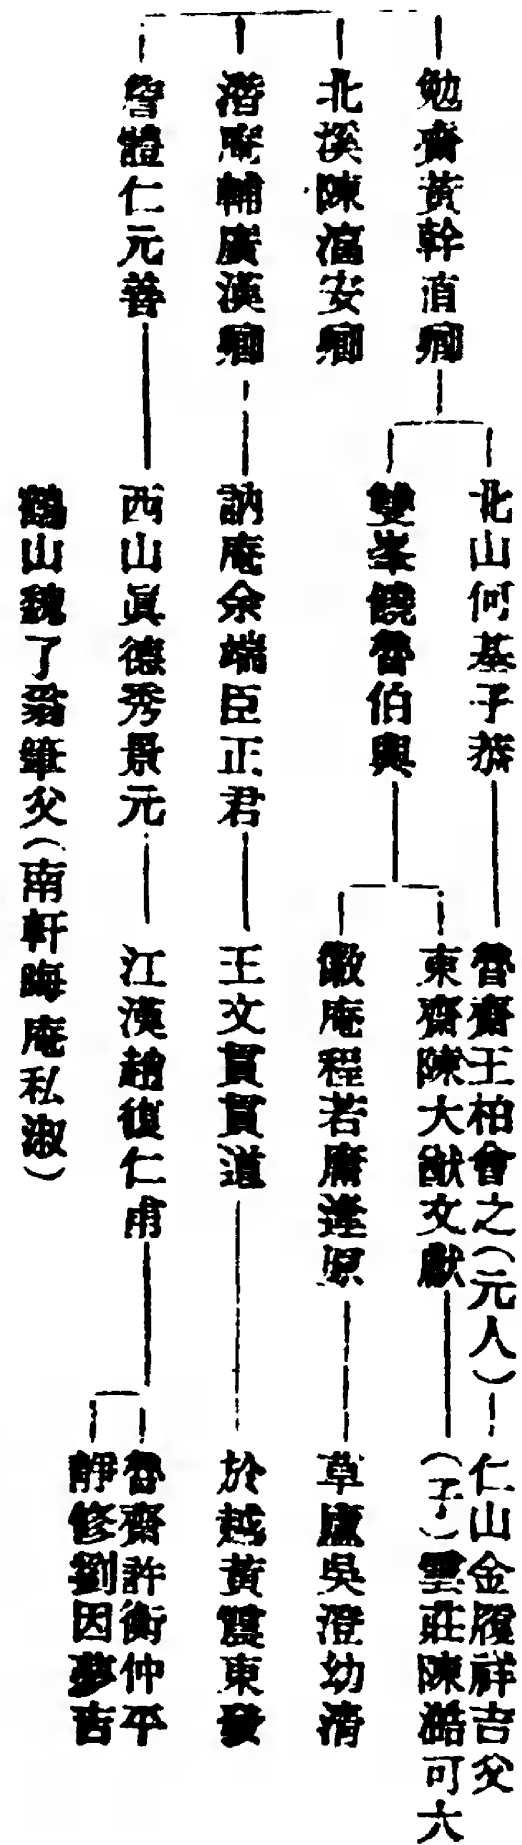 勉齋黃幹直卿
北山何基子恭
魯齋王柏會之(元人)
仁山金履祥吉父
雙峯饒魯伯輿
東齋陳大猷文獻
(子)雲莊陳澔可大
徽庵程若庸逢原
草廬吳澄幼清
北溪陳淳安卿
潛庵輔廣漢卿
訥庵余端臣正君
王文貫貫道
於越黃震東發
詹體仁元善
西山眞德秀景元
江漢趙復仁甫
魯齋許衡仲平
靜修劉因夢吉
鶴山魏了翁華父(南軒晦庵私淑)